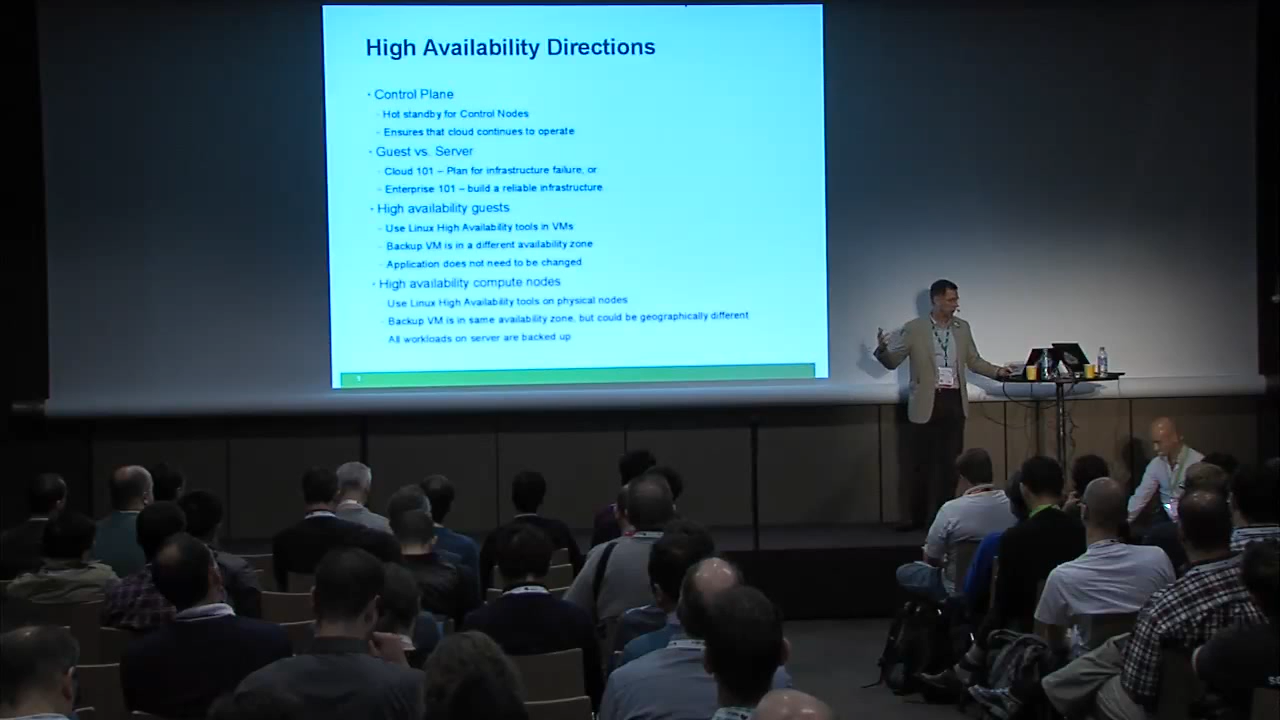 High Availability Directions
• Control Plane
– Hot standby for Control Nodes
– Ensures that cloud continues to operate
• Guest vs. Server
– Cloud 101 – Plan for infrastructure failure, or
– Enterprise 101 – build a reliable infrastructure
• High availability guests
– Use Linux High Availability tools in VMs
– Backup VM is in a different availability zone
– Application does not need to be changed
• High availability compute nodes
Use Linux High Availability tools on physical nodes
Backup VM is in same availability zone, but could be geographically different
All workloads on server are backed up